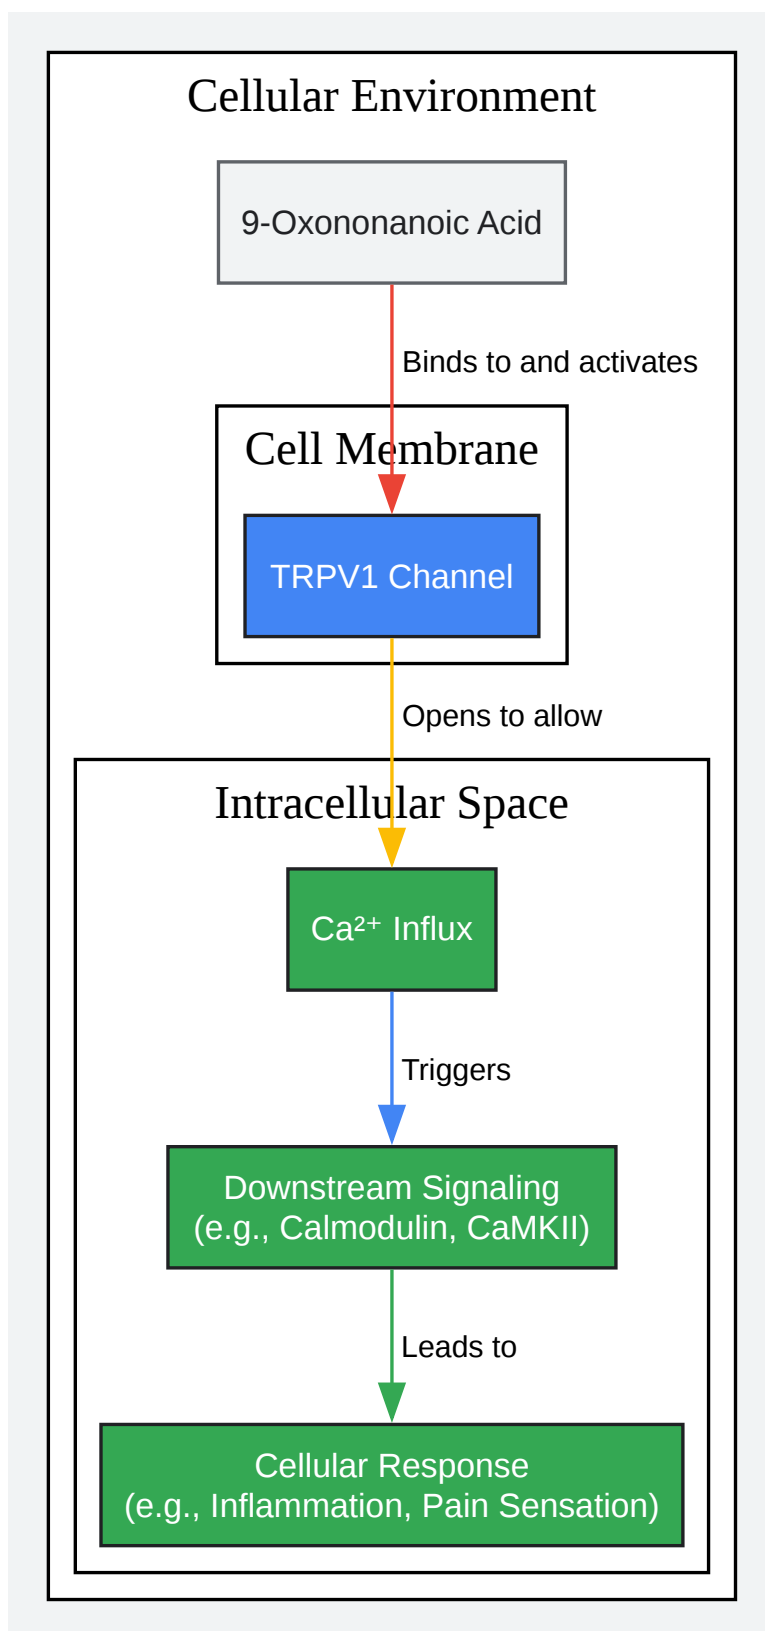 Cellular Environment
9-Oxononanoic Acid
Binds to and activates
Cell Membrane
TRPV1 Channel
Opens to allow
Intracellular Space
Ca²⁺ Influx
Triggers
Downstream Signaling
(e.g., Calmodulin, CaMKII)
Leads to
Cellular Response
(e.g., Inflammation, Pain Sensation)